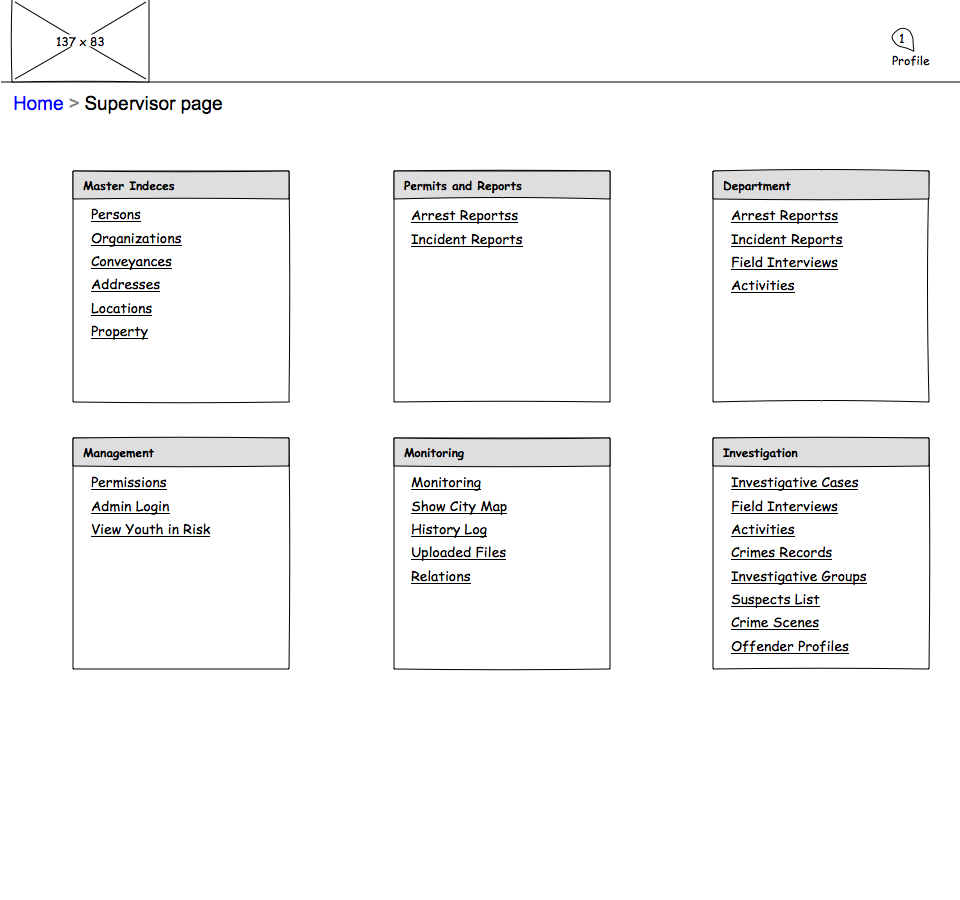 137 x 83
1
Profile
Home > Supervisor page
Master Indeces
Persons
Organizations
Conveyances
Addresses
Locations
Property
Permits and Reports
Arrest Reportss
Incident Reports
Department
Arrest Reportss
Incident Reports
Field Interviews
Activities
Management
Permissions
Admin Login
View Youth in Risk
Monitoring
Monitoring
Show City Map
History Log
Uploaded Files
Relations
Investigation
Investigative Cases
Field Interviews
Activities
Crimes Records
Investigative Groups
Suspects List
Crime Scenes
Offender Profiles